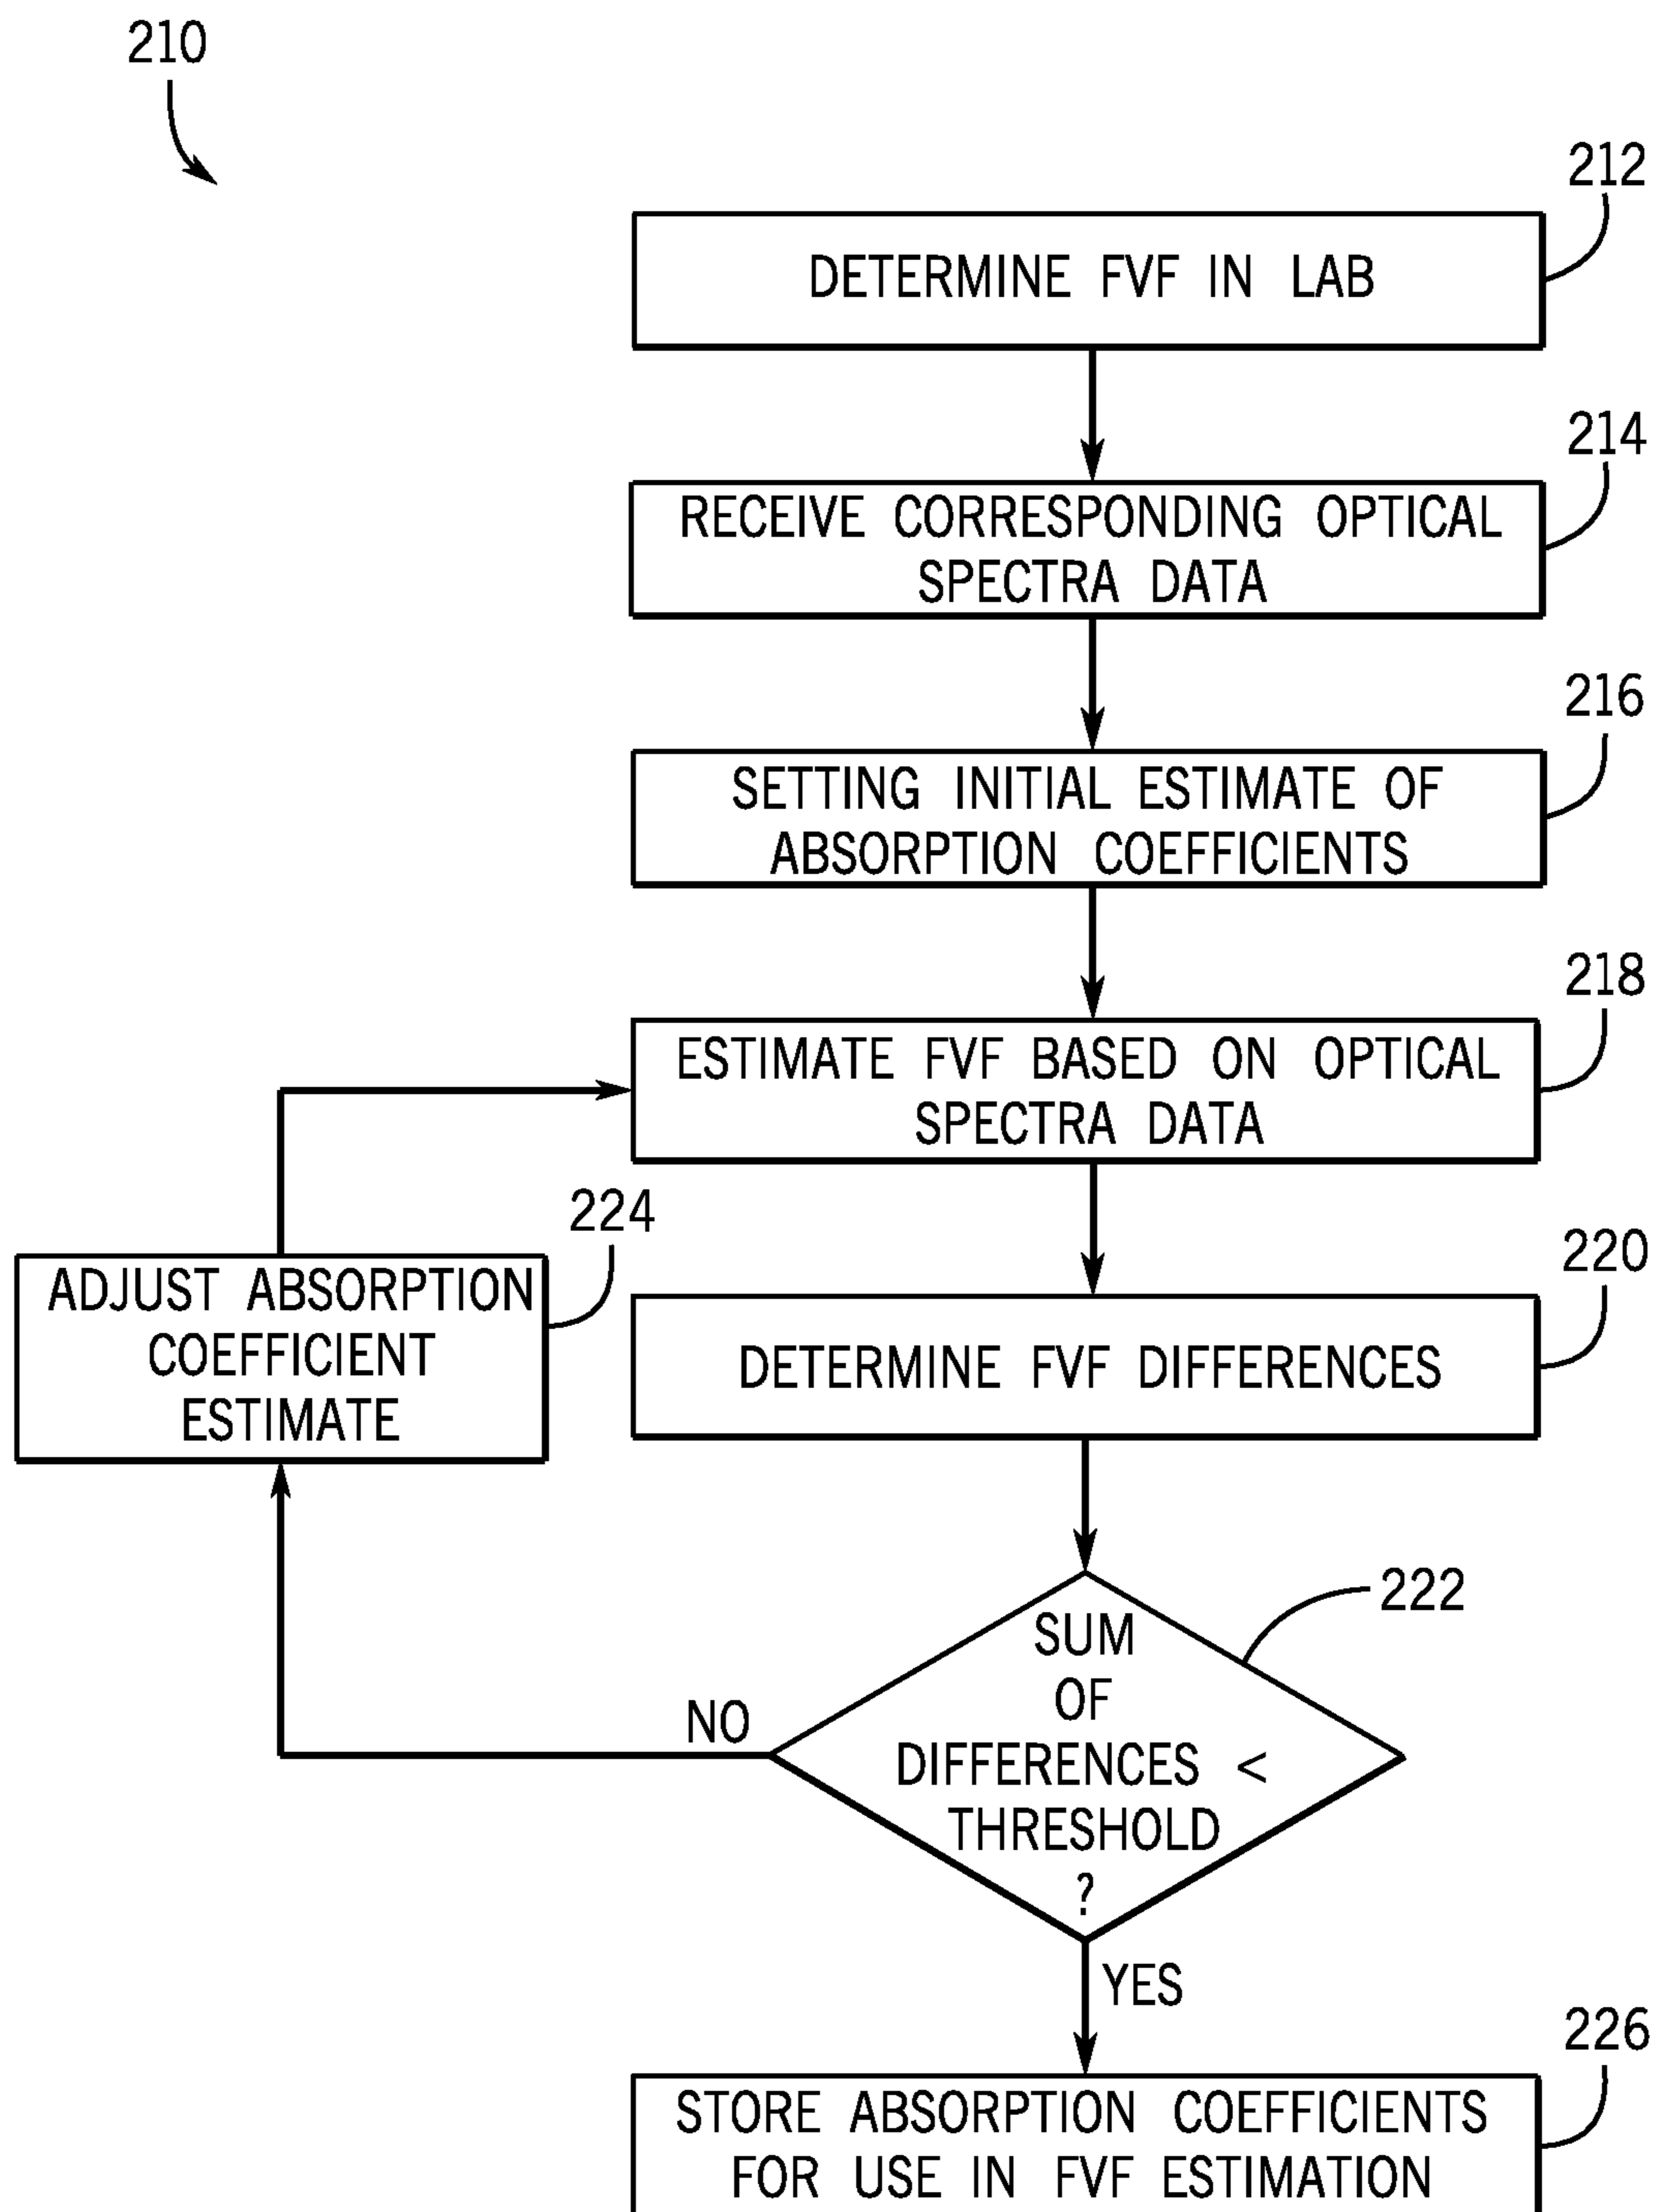 210
212
DETERMINE FVF IN LAB
214
RECEIVE CORRESPONDING OPTICAL
SPECTRA DATA
216
SETTING INITIAL ESTIMATE OF
ABSORPTION COEFFICIENTS
218
ESTIMATE FVF BASED ON OPTICAL
SPECTRA DATA
224
ADJUST ABSORPTION
COEFFICIENT
ESTIMATE
220
DETERMINE FVF DIFFERENCES
222
SUM
OF
DIFFERENCES <
THRESHOLD
?
NO
YES
226
STORE ABSORPTION COEFFICIENTS
FOR USE IN FVF ESTIMATION